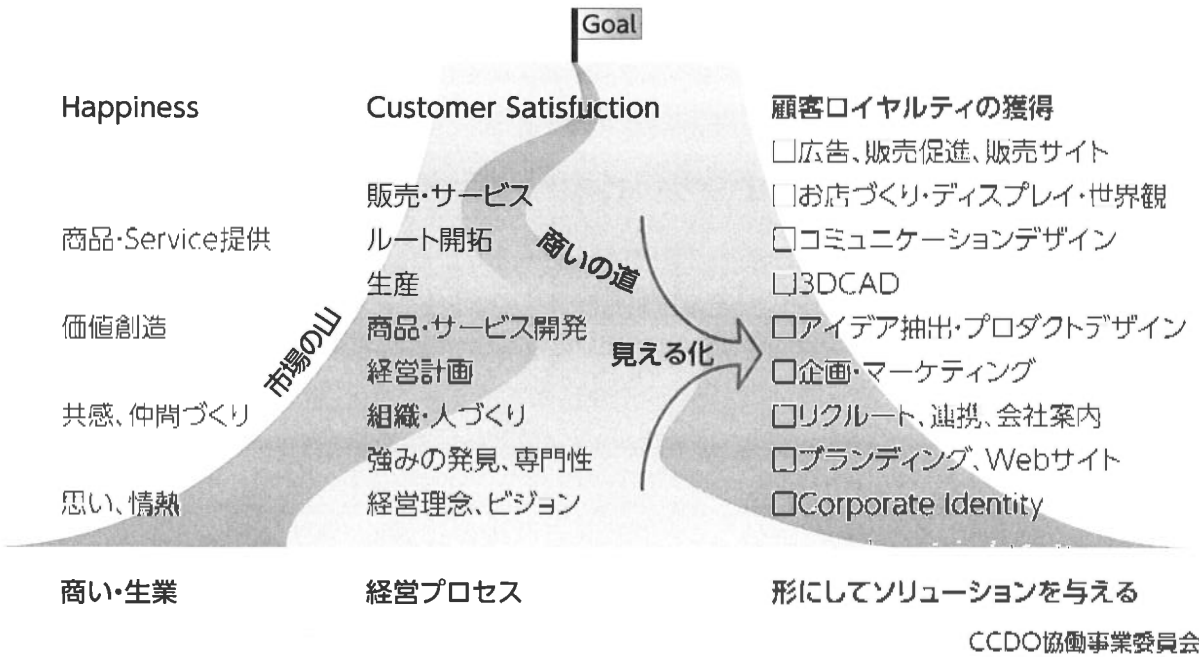 Goal
Happiness
Customer Satisfuction
顧客ロイヤルティの獲得
□広告、販売促進、販売サイト
販売・サービス
□お店づくり・ディスプレイ・世界観
商品・Service提供
ルート開拓
商いの道
□コミュニケーションデザイン
生産
□3DCAD
価値創造
市場の山
商品・サービス開発
見える化
□アイデア抽出・プロダクトデザイン
経営計画
□企画・マーケティング
共感、仲間づくり
組織・人づくり
□リクルート、連携、会社案内
強みの発見、専門性
□ブランディング、Webサイト
思い、情熱
経営理念、ビジョン
□Corporate Identity
商い・生業
経営プロセス
形にしてソリューションを与える
CCDO協働事業委員会